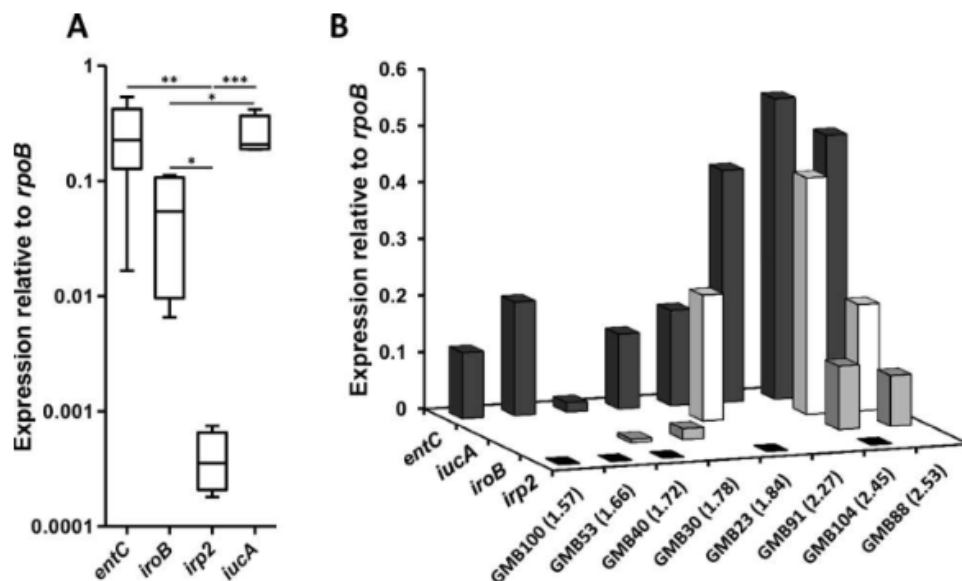 A
Expression relative to rpoB
1
0.1
0.01
0.001
0.0001
** ***
*
*
entC
iroB
irp2
iucA
B
Expression relative to rpoB
0.6
0.5
0.4
0.3
0.2
0.1
0
entC
iucA
iroB
irp2
GMB100 (1.57)
GMB53 (1.66)
GMB40 (1.72)
GMB30 (1.78)
GMB23 (1.84)
GMB91 (2.27)
GMB104 (2.45)
GMB88 (2.53)